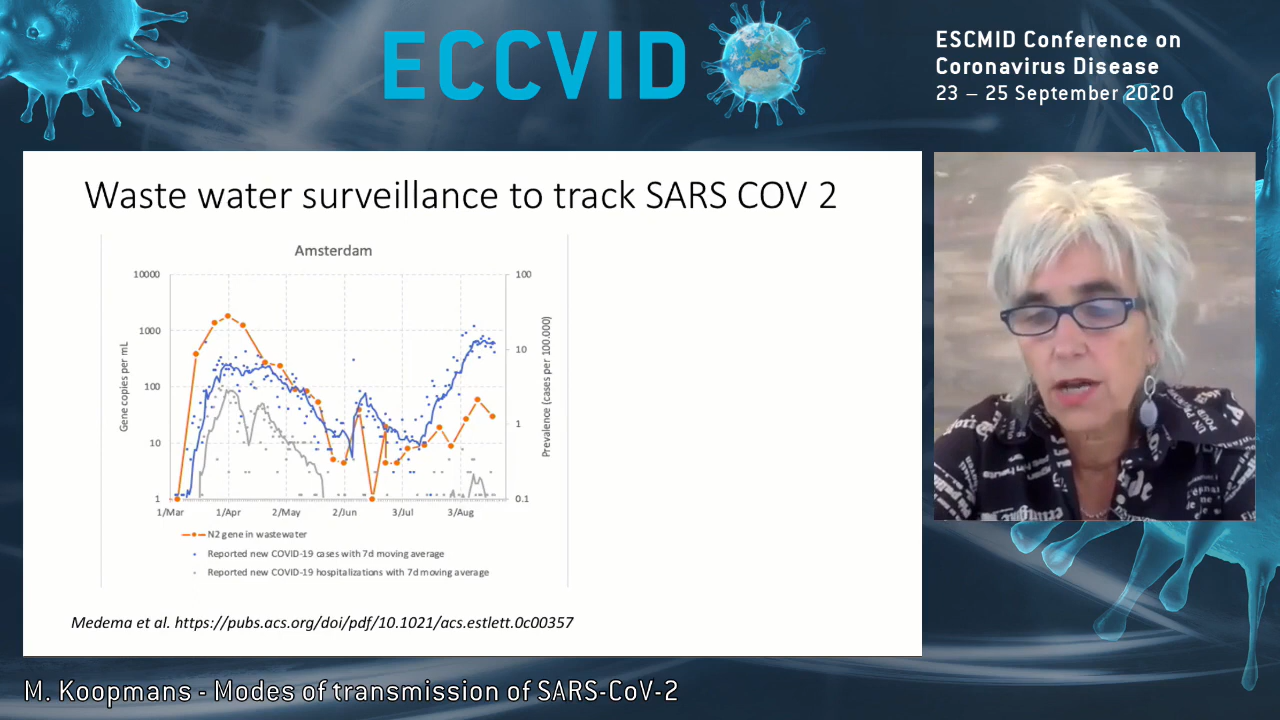 ECCVID
ESCMID Conference on
Coronavirus Disease
23 – 25 September 2020
Waste water surveillance to track SARS COV 2
Amsterdam
10000
1000
100
10
1
Gene copies per mL
100
10
1
0.1
Prevalence (cases per 100.000)
1/Mar 1/Apr 2/May 2/Jun 3/Jul 3/Aug
N2 gene in wastewater
Reported new COVID-19 cases with 7d moving average
Reported new COVID-19 hospitalizations with 7d moving average
Medema et al. https://pubs.acs.org/doi/pdf/10.1021/acs.estlett.0c00357
M. Koopmans - Modes of transmission of SARS-CoV-2